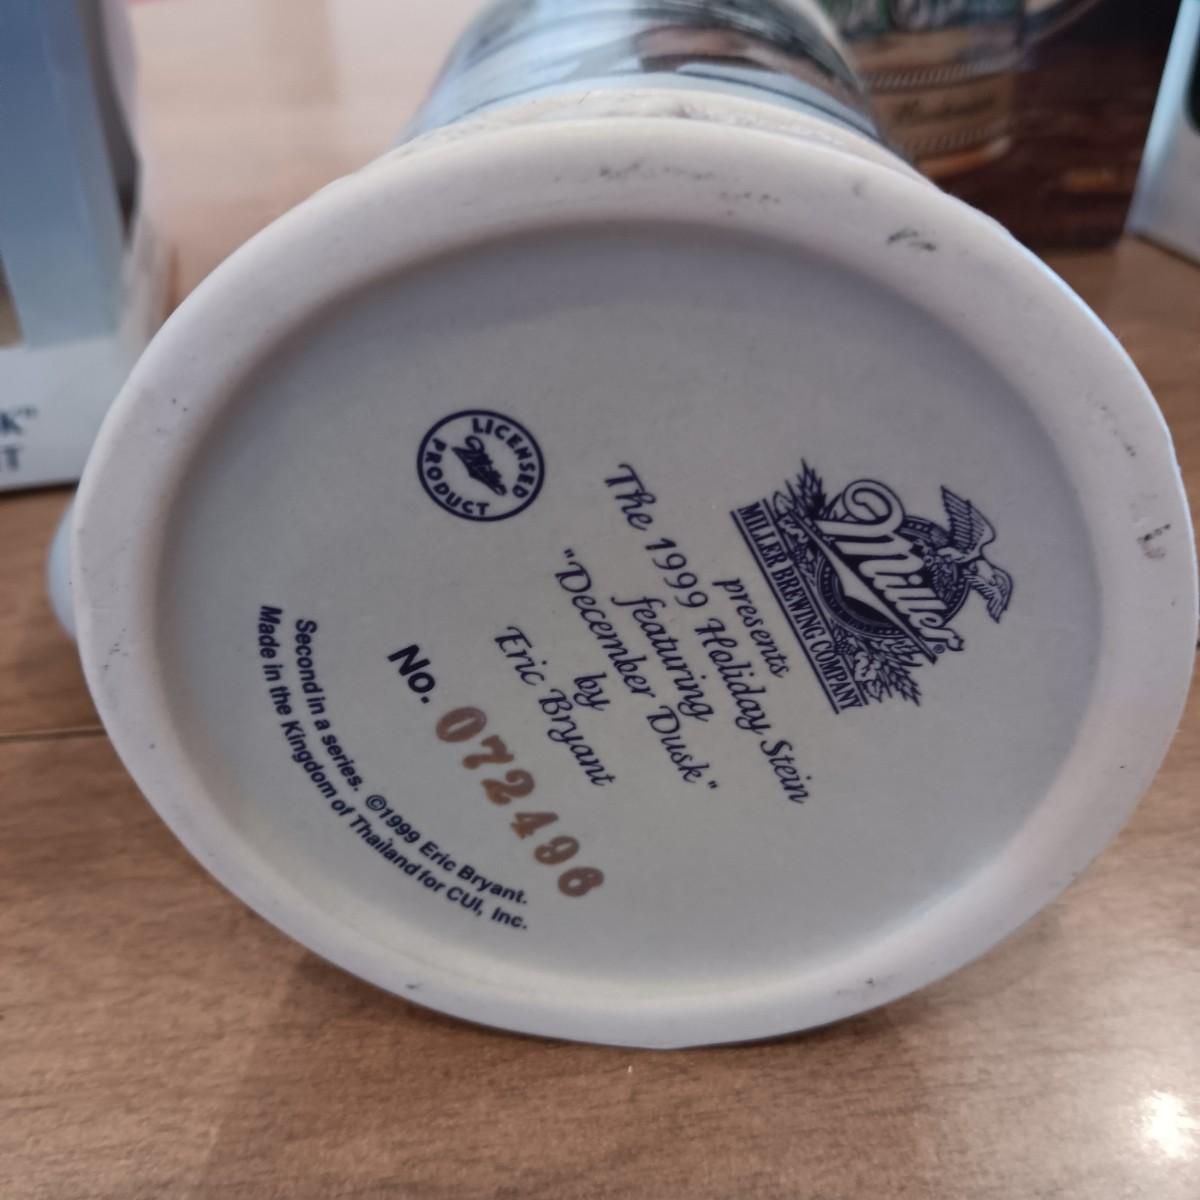 Miller®
MILLER BREWING COMPANY
presents
The 1999 Holiday Stein
featuring
"December Dusk"
by
Eric Bryant
LICENSED
Miller
PRODUCT
No. 072496
Second in a series. ©1999 Eric Bryant.
Made in the Kingdom of Thailand for CUI, Inc.